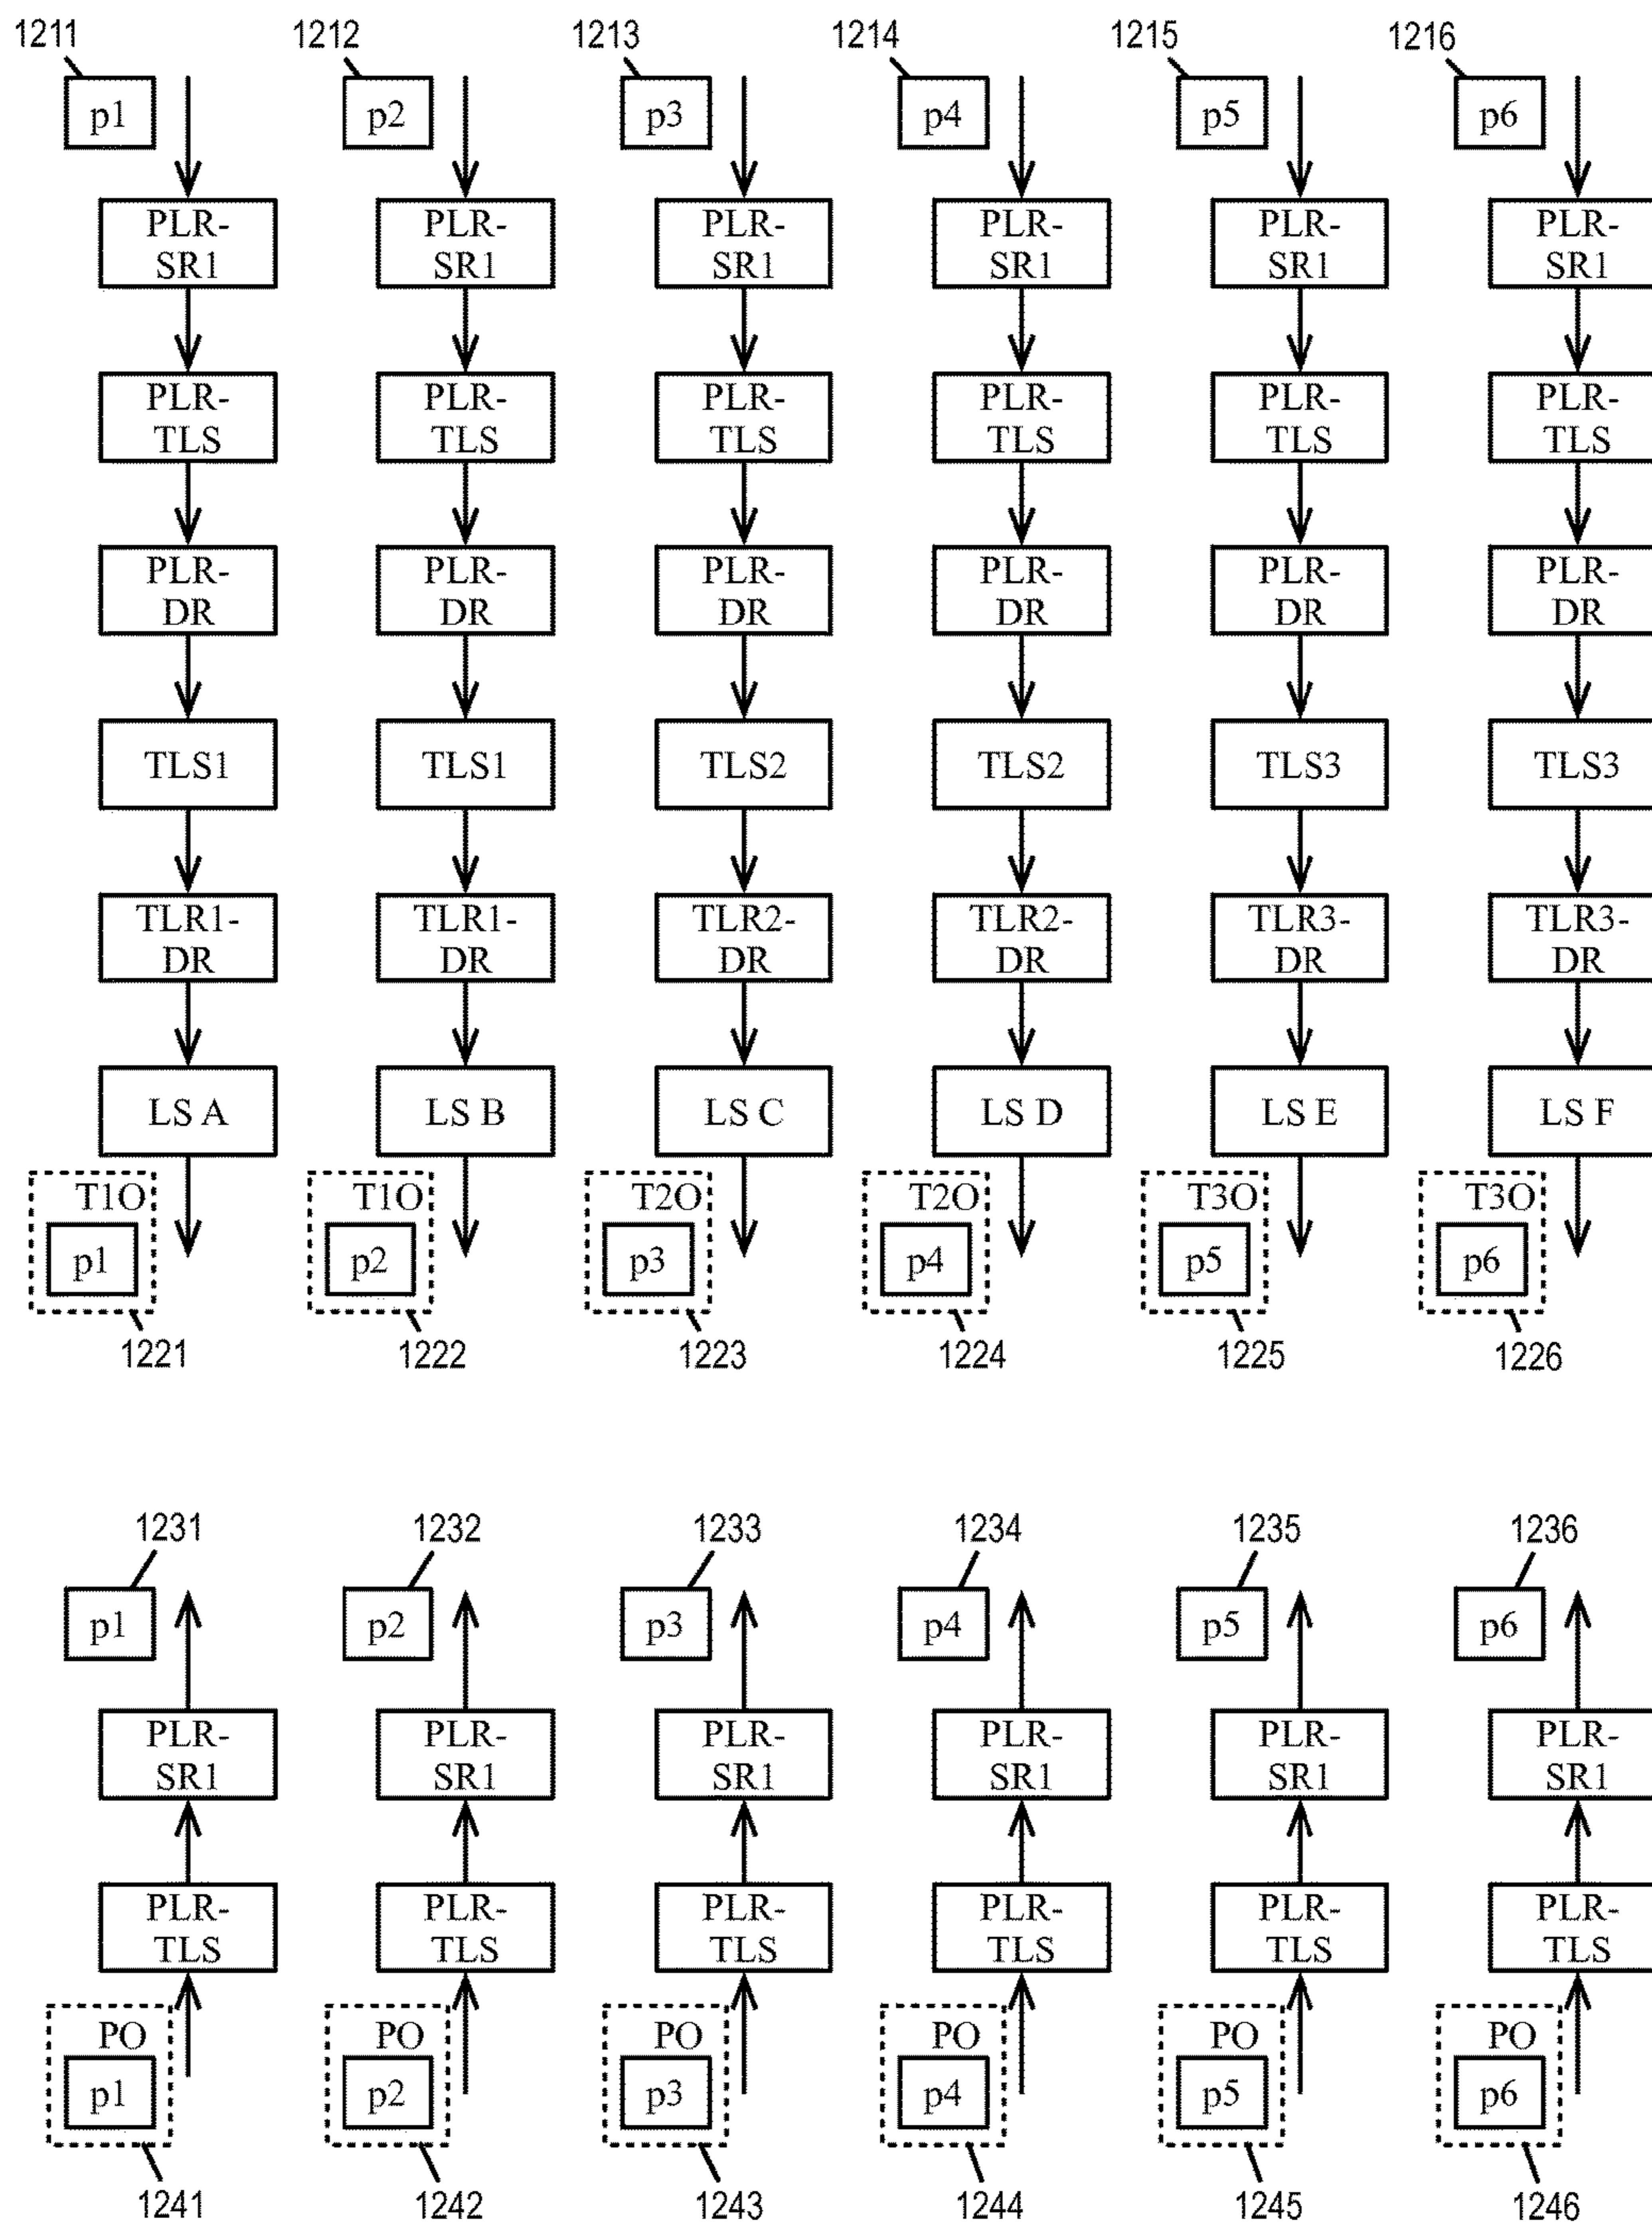 1211 1212 1213 1214 1215 1216
p1 p2 p3 p4 p5 p6
PLR- PLR- PLR- PLR- PLR- PLR-
SR1 SR1 SR1 SR1 SR1 SR1
PLR- PLR- PLR- PLR- PLR- PLR-
TLS TLS TLS TLS TLS TLS
PLR- PLR- PLR- PLR- PLR- PLR-
DR DR DR DR DR DR
TLS1 TLS1 TLS2 TLS2 TLS3 TLS3
TLR1- TLR1- TLR2- TLR2- TLR3- TLR3-
DR DR DR DR DR DR
LS A LS B LS C LS D LS E LS F
T1O T1O T2O T2O T3O T3O
p1 p2 p3 p4 p5 p6
1221 1222 1223 1224 1225 1226
1231 1232 1233 1234 1235 1236
p1 p2 p3 p4 p5 p6
PLR- PLR- PLR- PLR- PLR- PLR-
SR1 SR1 SR1 SR1 SR1 SR1
PLR- PLR- PLR- PLR- PLR- PLR-
TLS TLS TLS TLS TLS TLS
PO PO PO PO PO PO
p1 p2 p3 p4 p5 p6
1241 1242 1243 1244 1245 1246